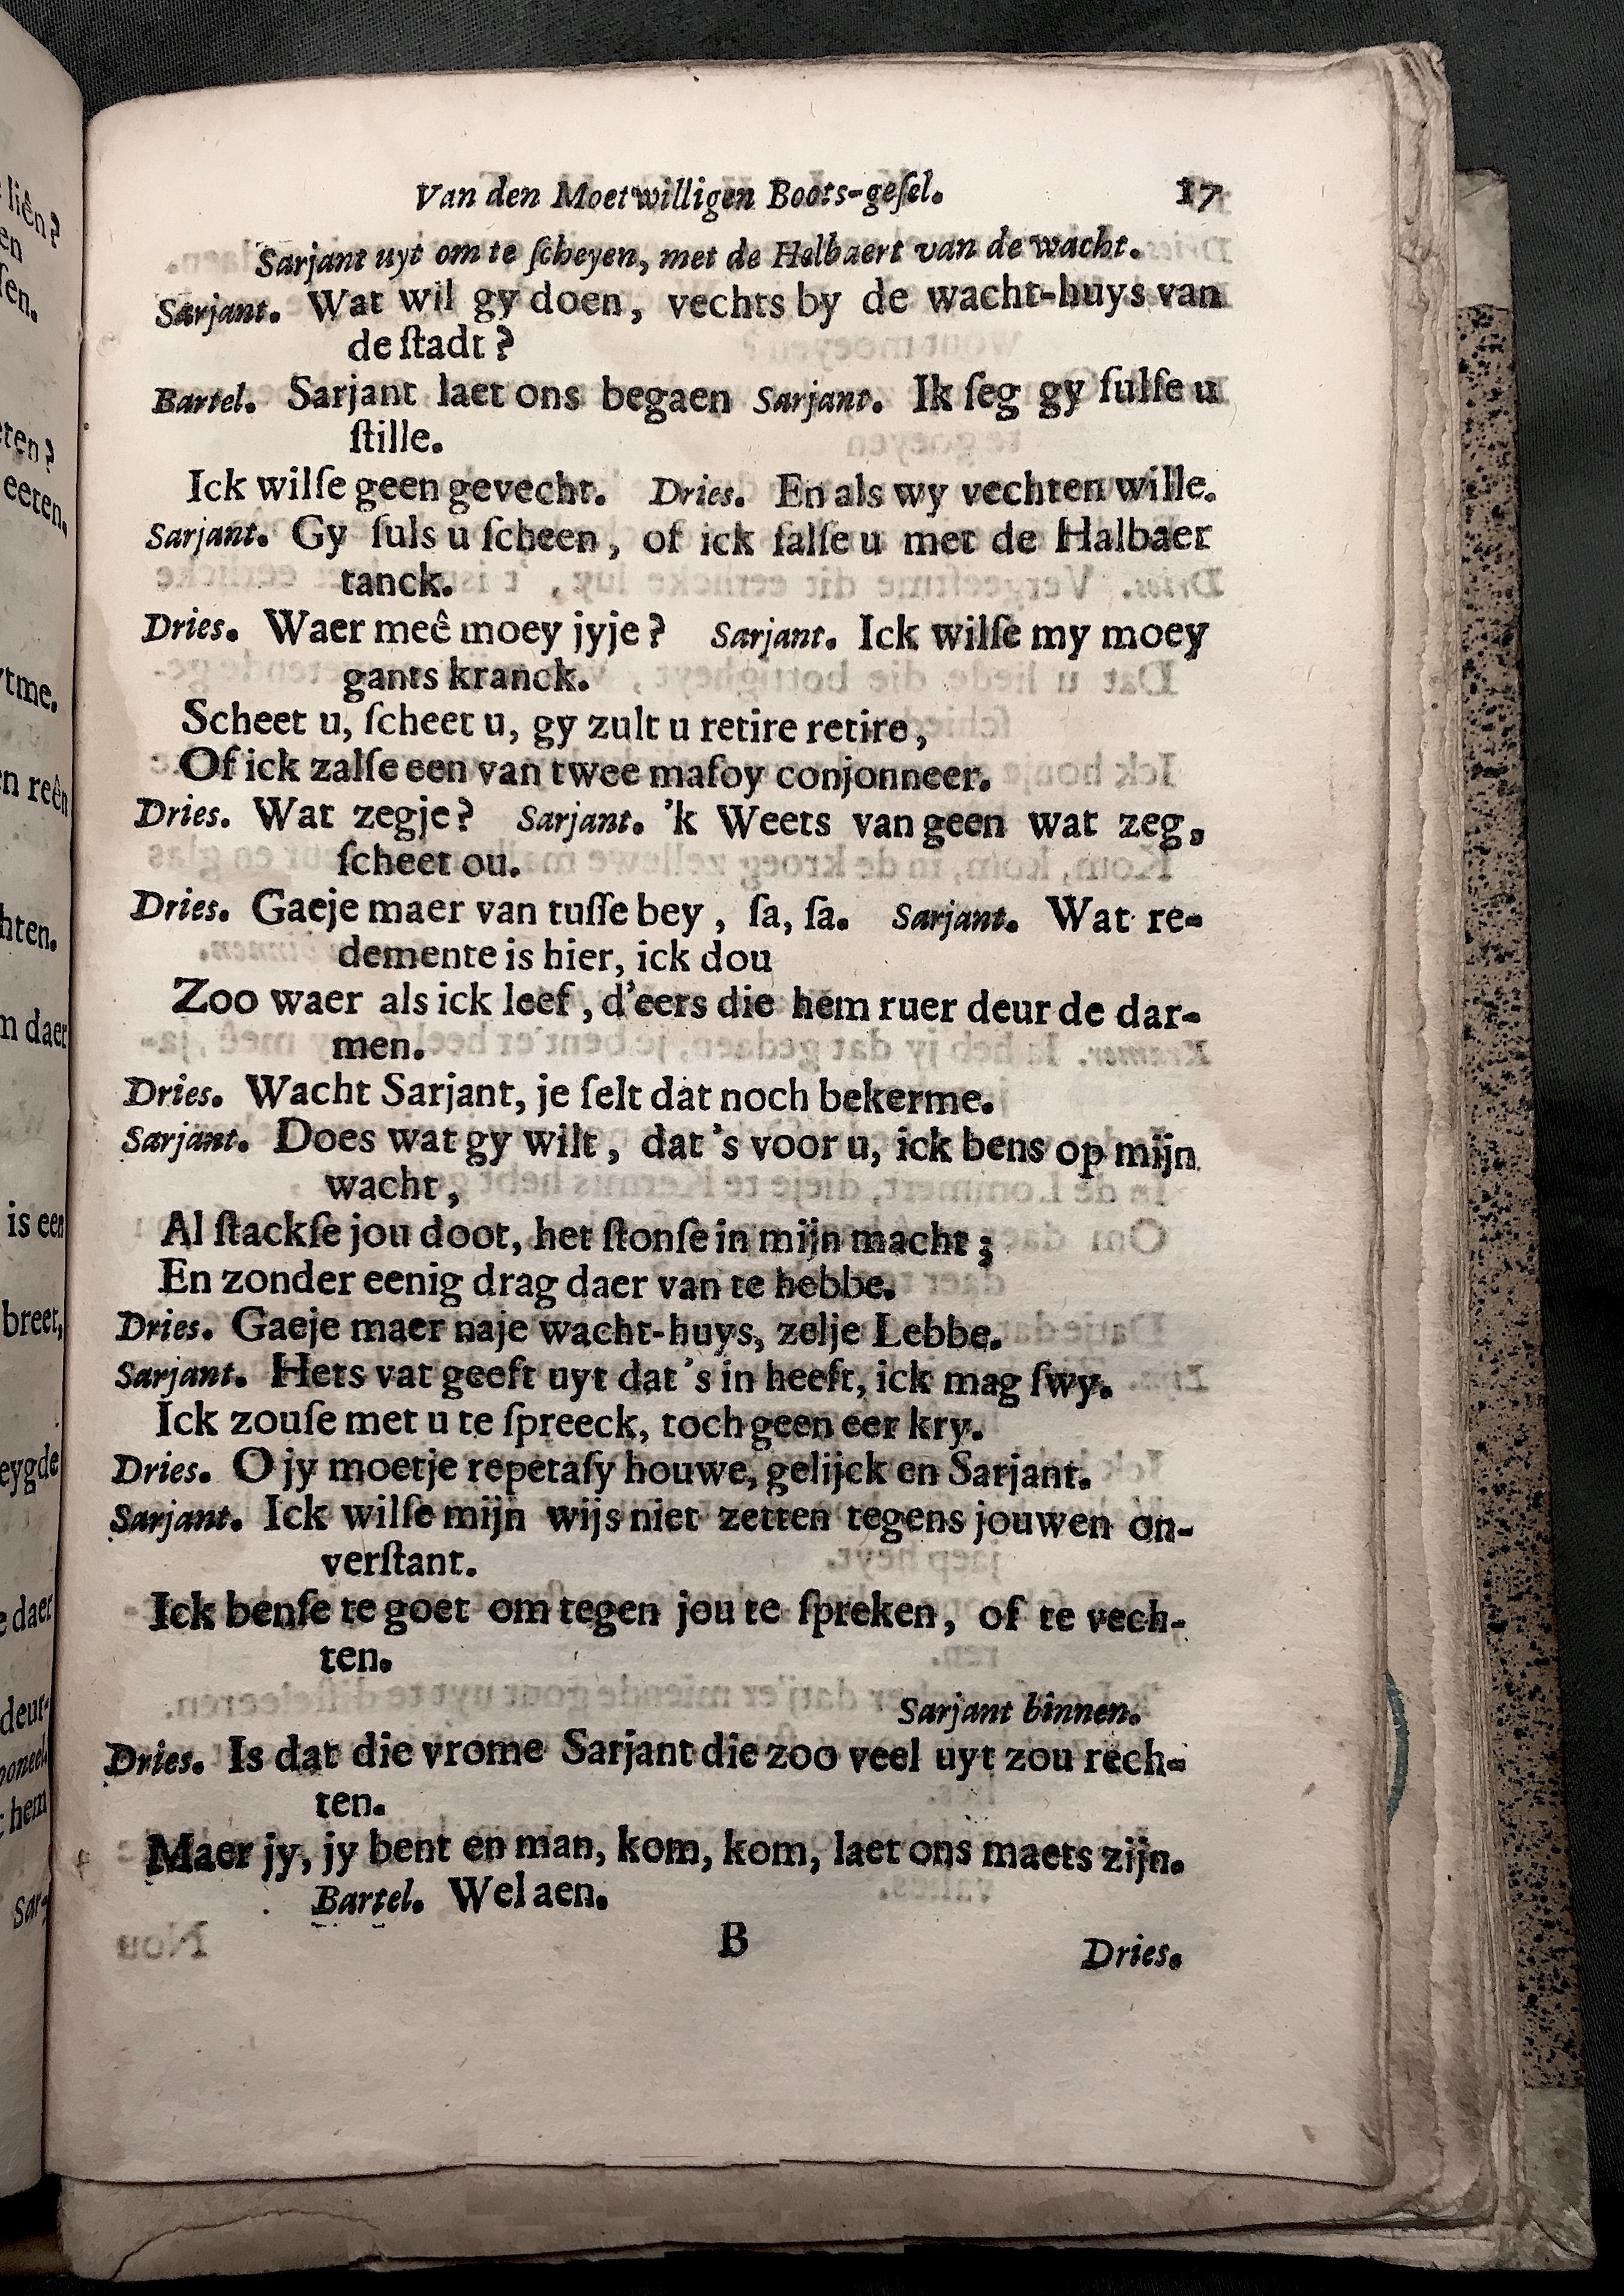 Van den Moetwilligen Boots-geſel. 17
Sarjant uyt om te ſcheyen, met de Helbaert van de wacht.
Sarjant. Wat wil gy doen, vechts by de wacht-huys van
de ſtadt?
Bartel. Sarjant laet ons begaen Sarjant. Ik ſeg gy ſulſe u
ſtille.
Ick wilſe geen gevecht. Dries. En als wy vechten wille.
Sarjant. Gy ſuls u ſcheen, of ick ſalſe u met de Halbaer
tanck.
Dries. Waer meê moey jyje? Sarjant. Ick wilſe my moey
gants kranck.
Scheet u, ſcheet u, gy zult u retire retire,
Of ick zalſe een van twee mafoy conjonneer.
Dries. Wat zegje? Sarjant. 'k Weets van geen wat zeg,
ſcheet ou.
Dries. Gaeje maer van tuſſe bey, ſa, ſa. Sarjant. Wat re-
demente is hier, ick dou
Zoo waer als ick leef, d'eers die hem ruer deur de dar-
men.
Dries. Wacht Sarjant, je ſelt dat noch bekerme.
Sarjant. Does wat gy wilt, dat 's voor u, ick bens op mijn
wacht,
Al ſtackſe jou doot, het ſtonſe in mijn macht;
En zonder eenig drag daer van te hebbe.
Dries. Gaeje maer naje wacht-huys, zelje Lebbe.
Sarjant. Hets vat geeft uyt dat 's in heeft, ick mag ſwy.
Ick zouſe met u te ſpreeck, toch geen eer kry.
Dries. O jy moetje repetaſy houwe, gelijck en Sarjant.
Sarjant. Ick wilſe mijn wijs niet zetten tegens jouwen on-
verſtant.
Ick benſe te goet om tegen jou te ſpreken, of te vech-
ten.
Sarjant binnen.
Dries. Is dat die vrome Sarjant die zoo veel uyt zou rech-
ten.
Maer jy, jy bent en man, kom, kom, laet ons maets zijn.
Bartel. Wel aen.
B Dries.